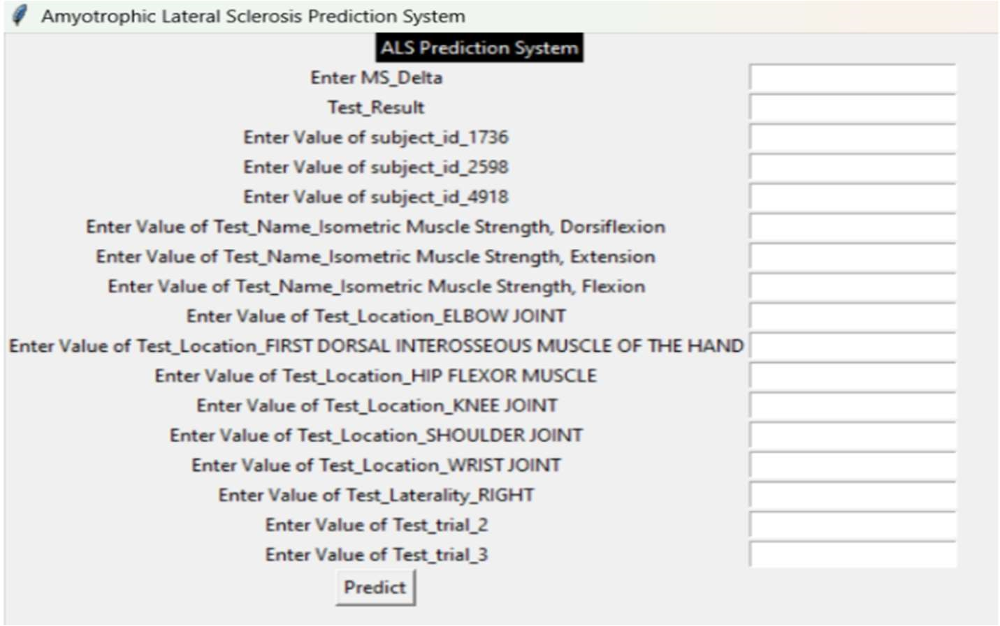 Amyotrophic Lateral Sclerosis Prediction System
ALS Prediction System
Enter MS_Delta
Test_Result
Enter Value of subject_id_1736
Enter Value of subject_id_2598
Enter Value of subject_id_4918
Enter Value of Test_Name_Isometric Muscle Strength, Dorsiflexion
Enter Value of Test_Name_Isometric Muscle Strength, Extension
Enter Value of Test_Name_Isometric Muscle Strength, Flexion
Enter Value of Test_Location_ELBOW JOINT
Enter Value of Test_Location_FIRST DORSAL INTEROSSEOUS MUSCLE OF THE HAND
Enter Value of Test_Location_HIP FLEXOR MUSCLE
Enter Value of Test_Location_KNEE JOINT
Enter Value of Test_Location_SHOULDER JOINT
Enter Value of Test_Location_WRIST JOINT
Enter Value of Test_Laterality_RIGHT
Enter Value of Test_trial_2
Enter Value of Test_trial_3
Predict